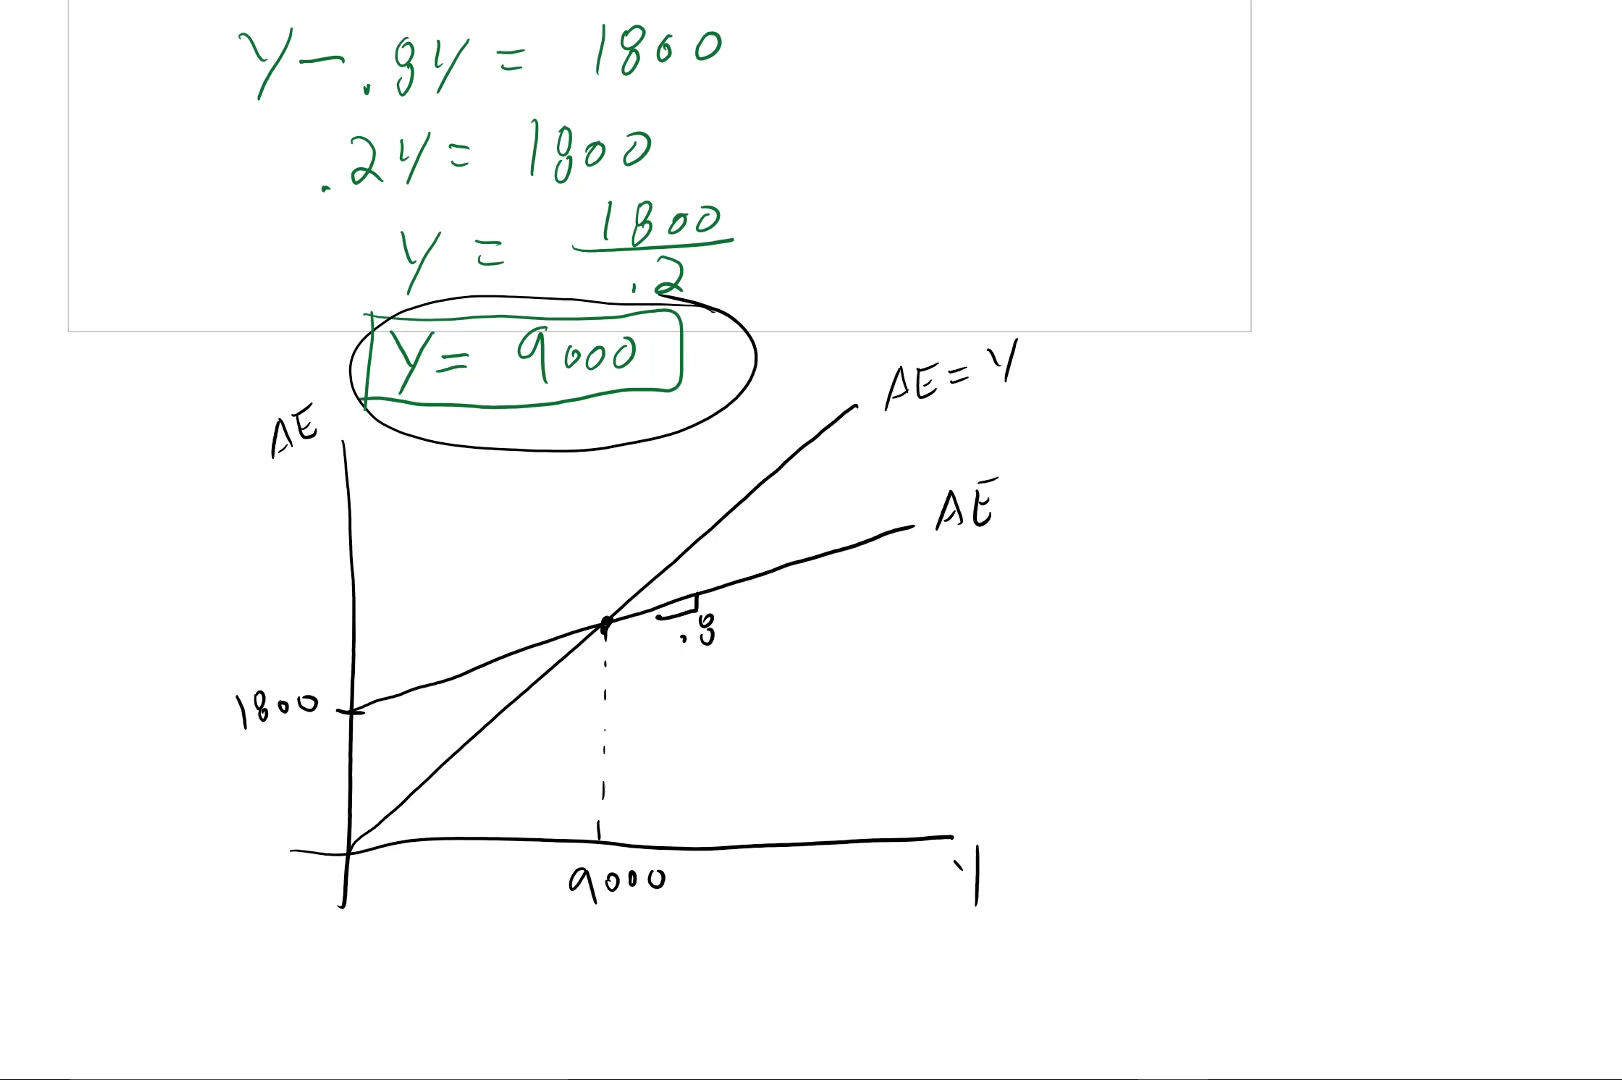 Y - .8Y = 1800
.2Y = 1800
Y = 1800
.2
Y = 9000
AE = Y
AE
AE
.8
1800
9000
Y